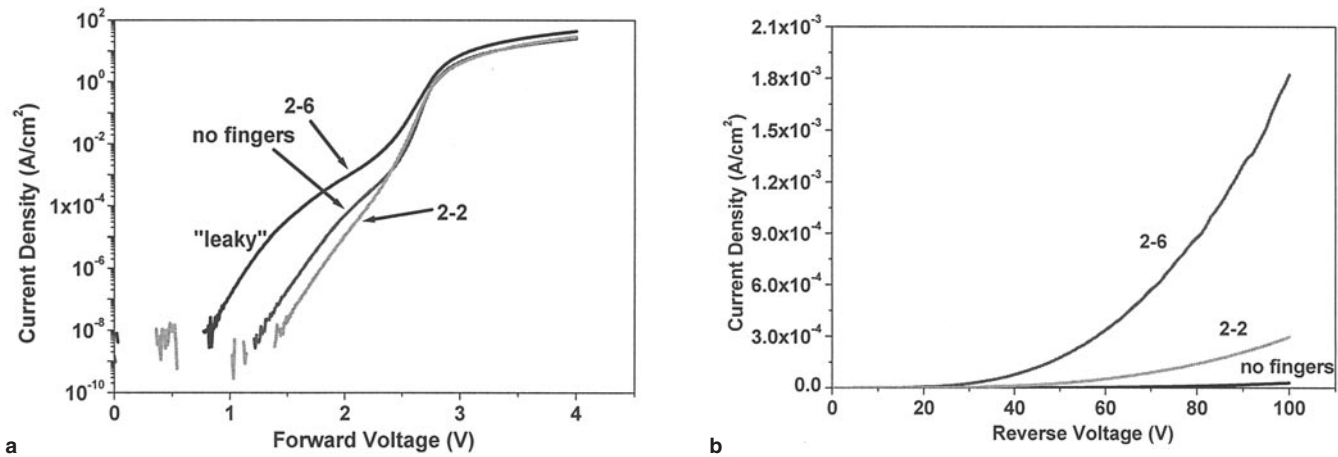 10²
10⁰
10⁻²
1x10⁻⁴
10⁻⁶
10⁻⁸
10⁻¹⁰
Current Density (A/cm²)
2-6
no fingers
2-2
"leaky"
0 1 2 3 4
Forward Voltage (V)
a
2.1x10⁻³
1.8x10⁻³
1.5x10⁻³
1.2x10⁻³
9.0x10⁻⁴
6.0x10⁻⁴
3.0x10⁻⁴
0.0
Current Density (A/cm²)
2-6
2-2
no fingers
0 20 40 60 80 100
Reverse Voltage (V)
b